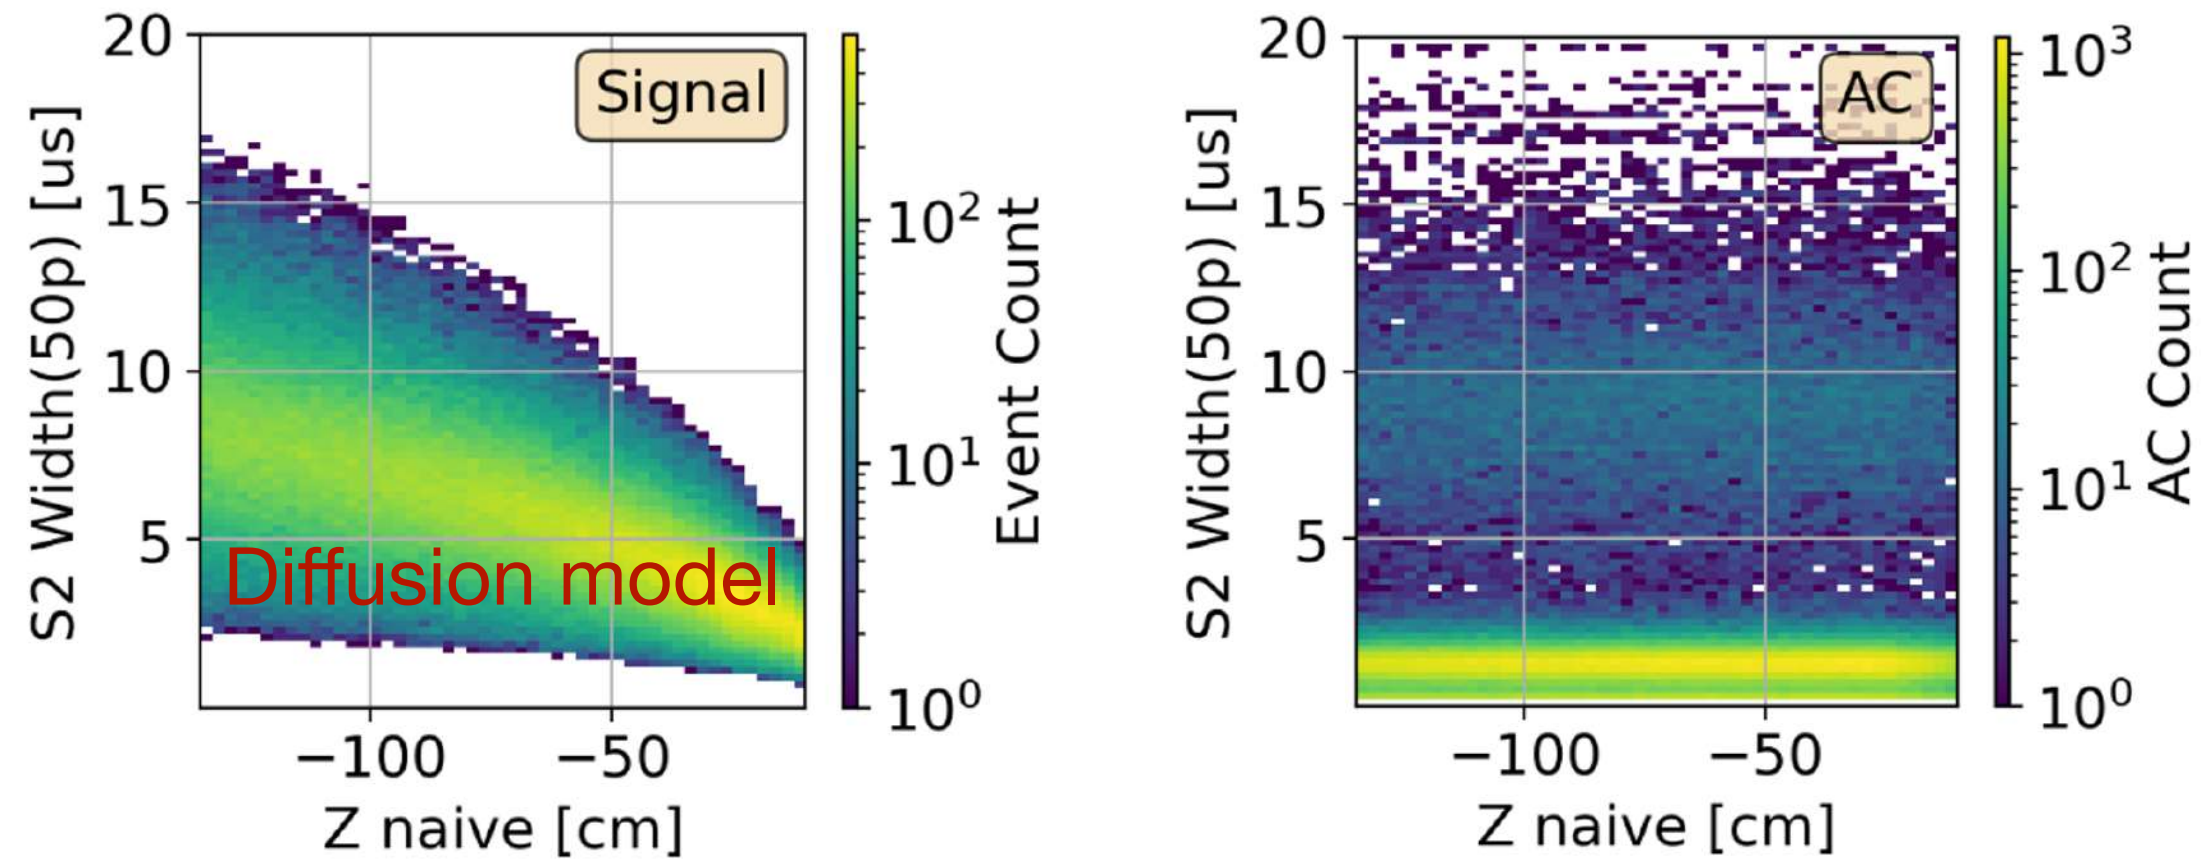 Signal
S2 Width(50p) [us]
20
15
10
5
Diffusion model
−100
−50
Z naive [cm]
10²
10¹
10⁰
Event Count
AC
S2 Width(50p) [us]
20
15
10
5
−100
−50
Z naive [cm]
10³
10²
10¹
10⁰
AC Count